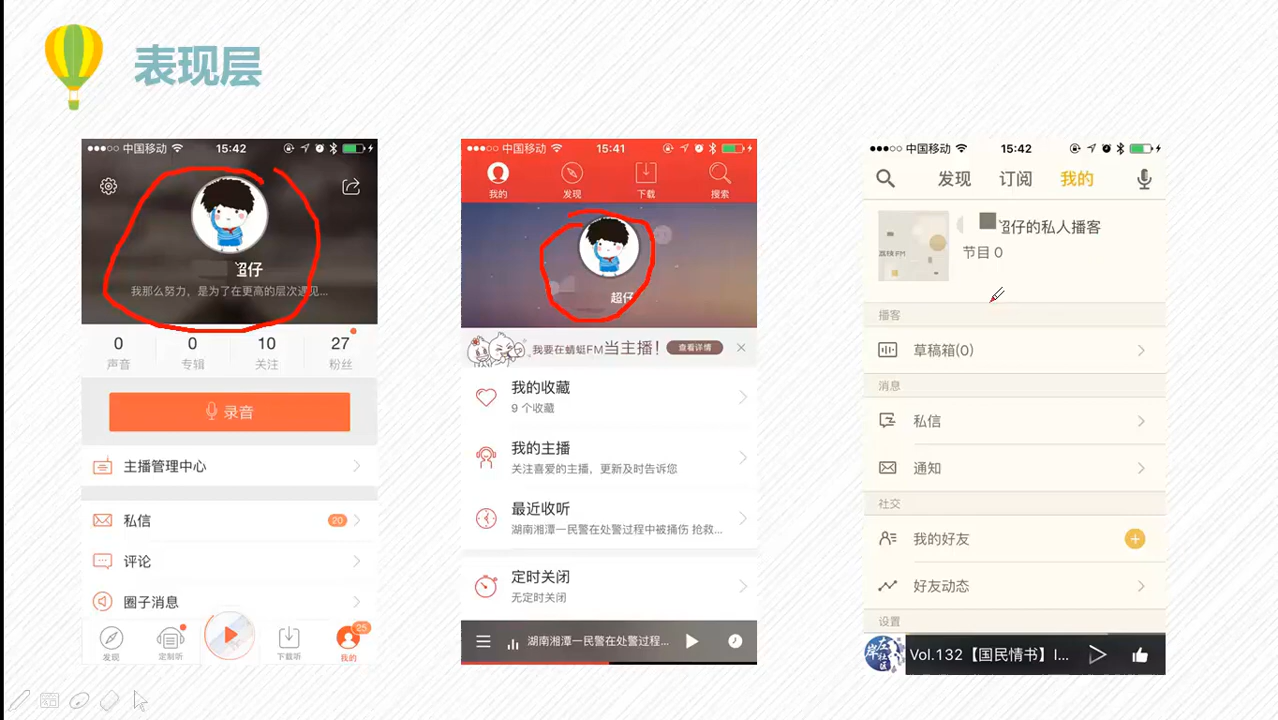 表现层
中国移动 15:42
超仔
我那么努力，是为了在更高的层次遇见...
0 0 10 27
声音 专辑 关注 粉丝
录音
主播管理中心
私信 20
评论
圈子消息
25
发现 定制听 下载听 我的
中国移动 15:41
我的 发现 下载 搜索
超仔
我要在蜻蜓FM当主播！ 查看详情
我的收藏
9 个收藏
我的主播
关注喜爱的主播，更新及时告诉您
最近收听
湖南湘潭一民警在处警过程中被捅伤 抢救...
定时关闭
无定时关闭
湖南湘潭一民警在处警过程...
中国移动 15:42
发现 订阅 我的
超仔的私人播客
节目 0
荔枝FM
播客
草稿箱(0)
消息
私信
通知
社交
我的好友
好友动态
设置
Vol.132【国民情书】I...